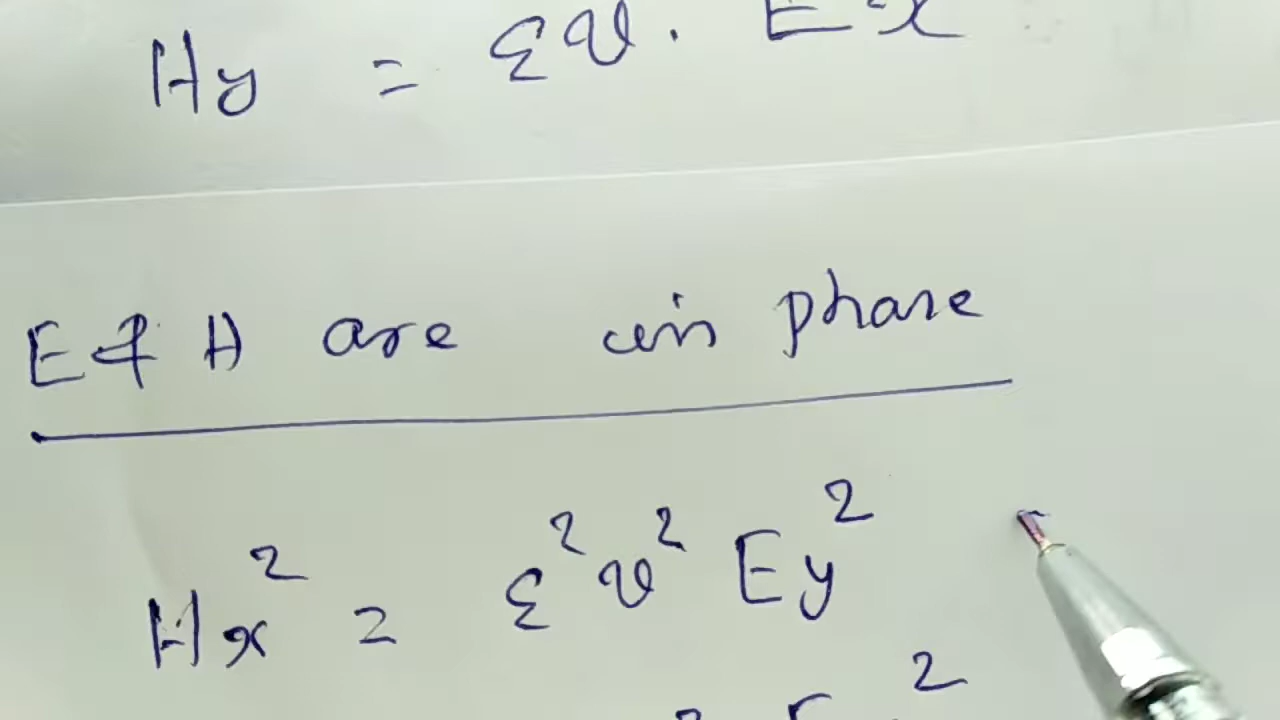 Hy = εv. Ex
E & H are in phase
Hx² = ε²v² Ey²